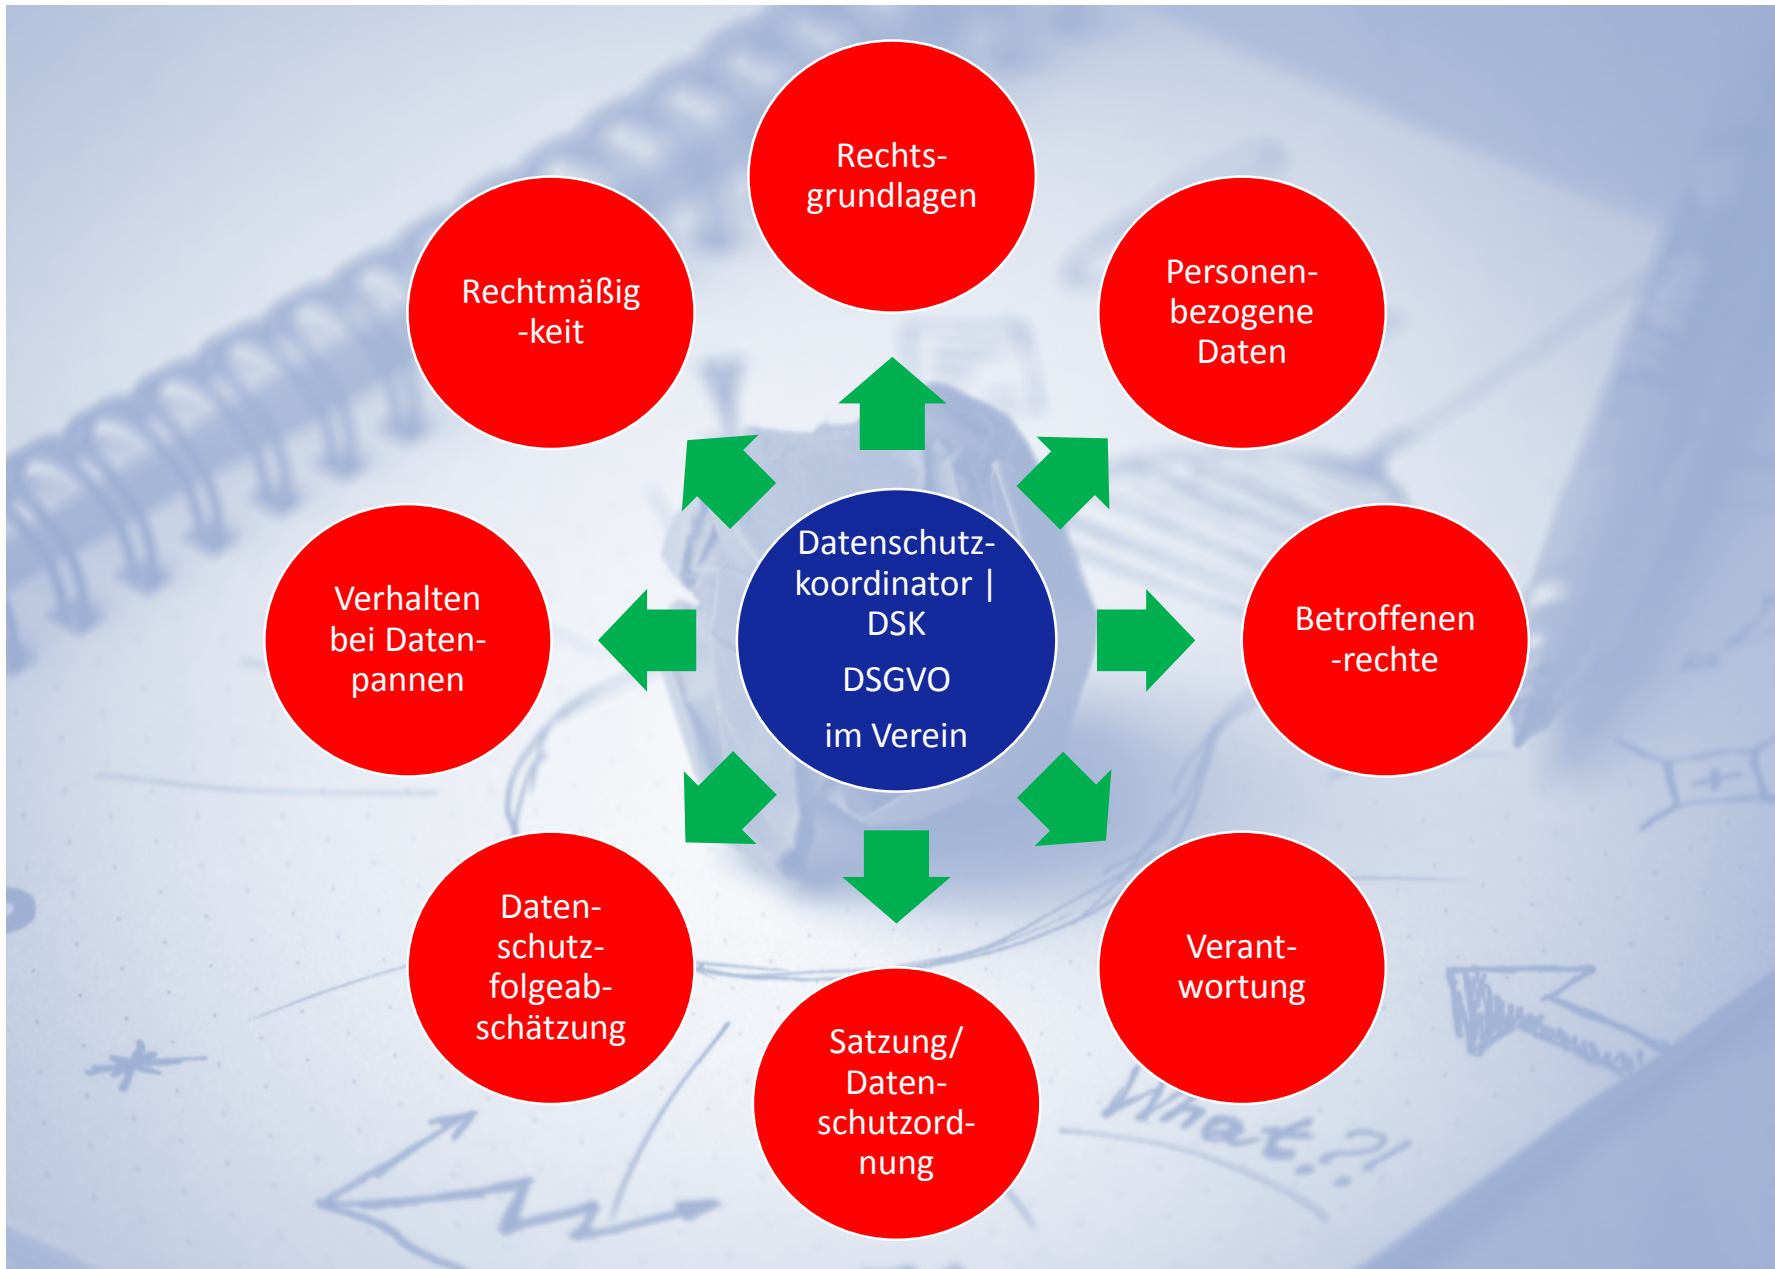 Rechts-
grundlagen
Personen-
bezogene
Daten
Betroffenen
-rechte
Verant-
wortung
Satzung/
Daten-
schutzord-
nung
Daten-
schutz-
folgeab-
schätzung
Verhalten
bei Daten-
pannen
Rechtmäßig
-keit
Datenschutz-
koordinator |
DSK
DSGVO
im Verein
What?!